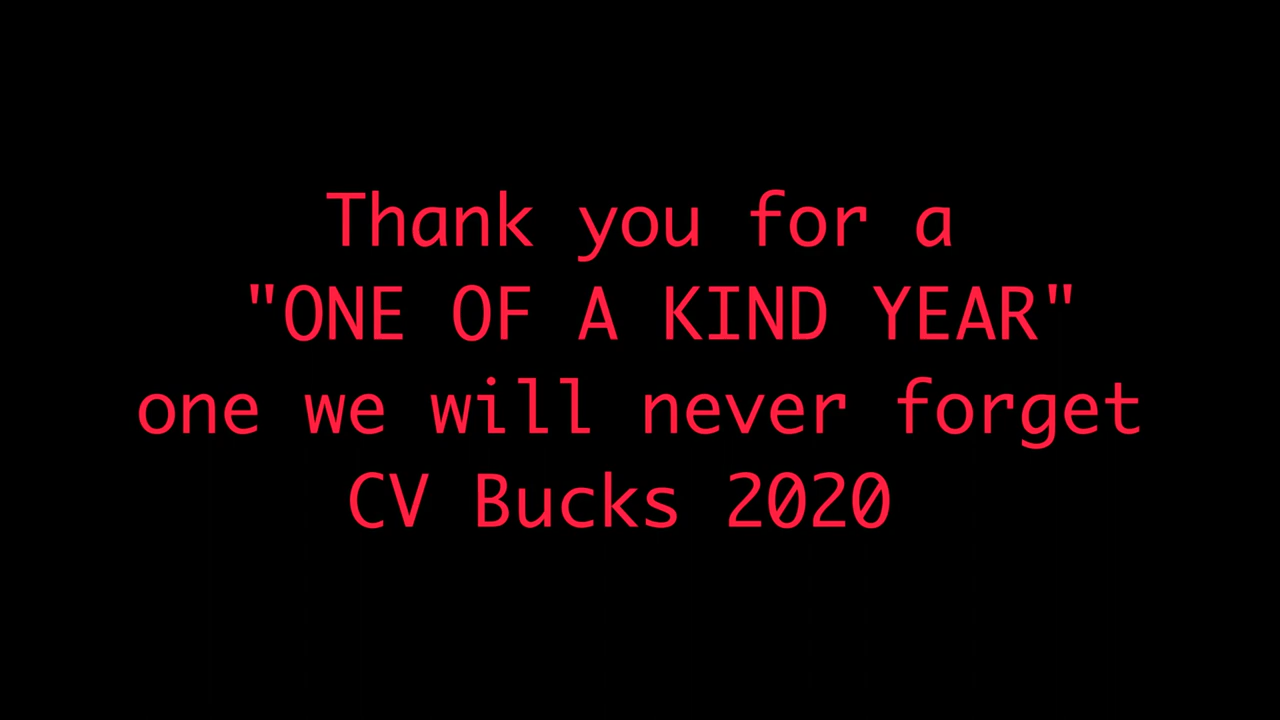 Thank you for a
"ONE OF A KIND YEAR"
one we will never forget
CV Bucks 2020